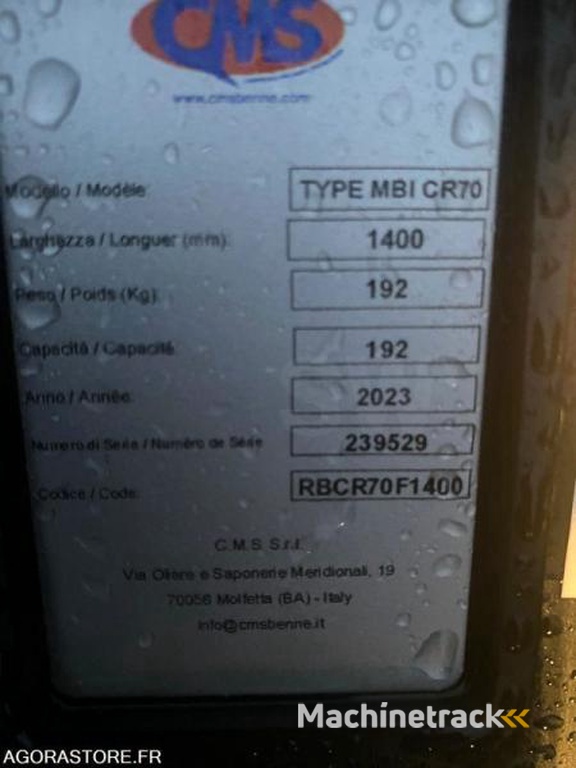 CMS
www.cmsbenne.com
Modello / Modèle: TYPE MBI CR70
Larghezza / Longuer (mm): 1400
Peso / Poids (Kg): 192
Capacità / Capacité: 192
Anno / Année: 2023
Numero di Serie / Numéro de Série 239529
Codice / Code: RBCR70F1400
C.M.S. S.r.l.
Via Oliere e Saponerie Meridionali, 19
70056 Molfetta (BA) - Italy
info@cmsbenne.it
Machinetrack
AGORASTORE.FR